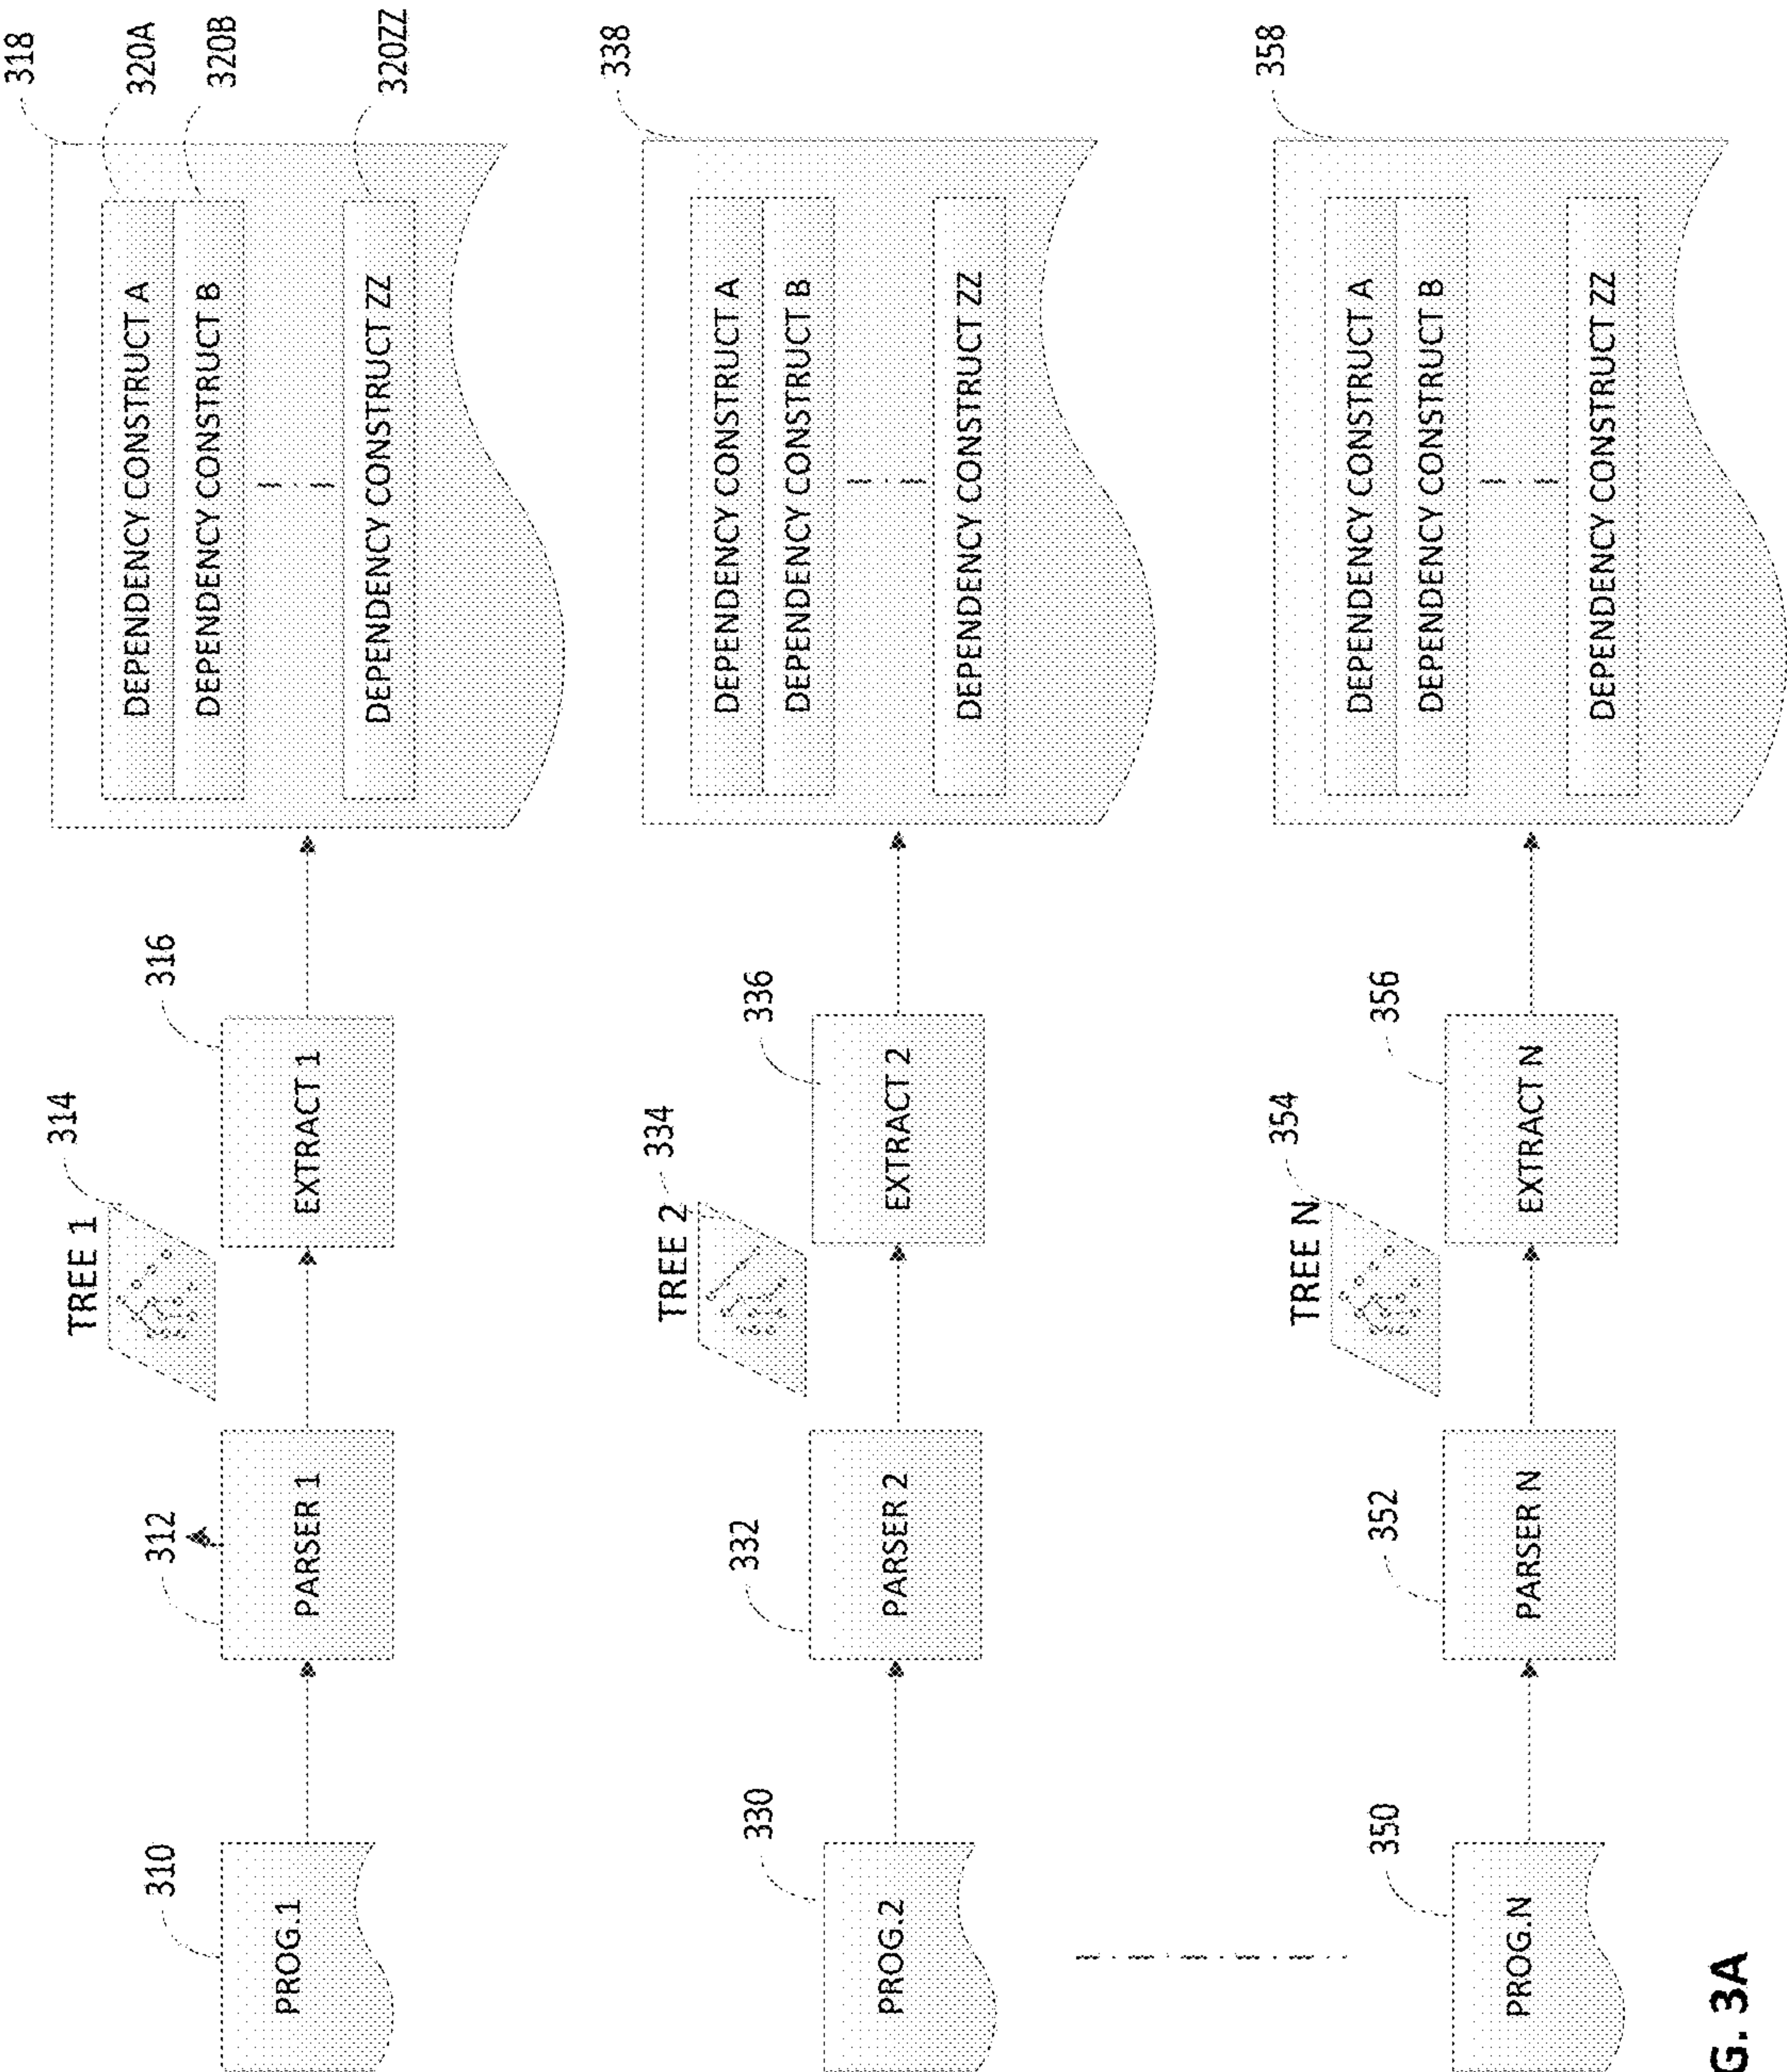 318
320A
320B
320ZZ
DEPENDENCY CONSTRUCT A
DEPENDENCY CONSTRUCT B
DEPENDENCY CONSTRUCT ZZ
310
PROG.1
312
PARSER 1
TREE 1
314
316
EXTRACT 1
338
DEPENDENCY CONSTRUCT A
DEPENDENCY CONSTRUCT B
DEPENDENCY CONSTRUCT ZZ
330
PROG.2
332
PARSER 2
TREE 2
334
336
EXTRACT 2
358
DEPENDENCY CONSTRUCT A
DEPENDENCY CONSTRUCT B
DEPENDENCY CONSTRUCT ZZ
350
PROG.N
352
PARSER N
TREE N
354
356
EXTRACT N
G. 3A